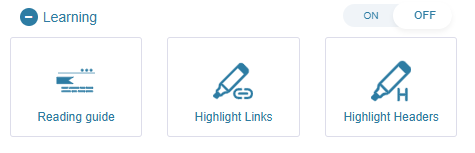 Learning
ON OFF
Reading guide
Highlight Links
H
Highlight Headers